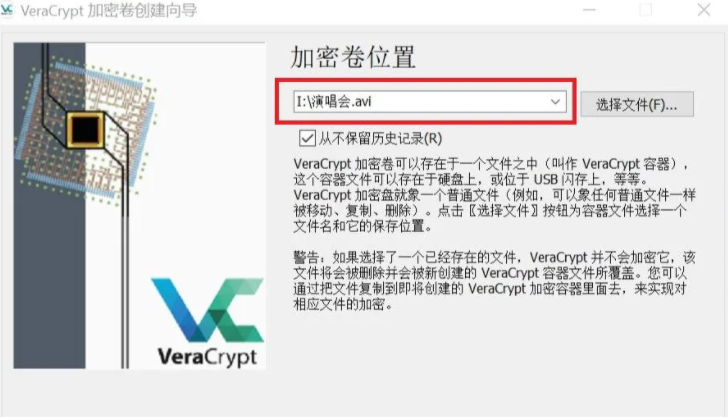 VeraCrypt 加密卷创建向导
加密卷位置
I:\演唱会.avi
选择文件(F)...
从不保留历史记录(R)
VeraCrypt 加密卷可以存在于一个文件之中（叫作 VeraCrypt 容器），
这个容器文件可以存在于硬盘上，或位于 USB 闪存上，等等。
VeraCrypt 加密盘就象一个普通文件（例如，可以象任何普通文件一样
被移动、复制、删除）。点击〖选择文件〗按钮为容器文件选择一个
文件名和它的保存位置。
警告：如果选择了一个已经存在的文件，VeraCrypt 并不会加密它，该
文件将会被删除并会被新创建的 VeraCrypt 容器文件所覆盖。您可以
通过把文件复制到即将创建的 VeraCrypt 加密容器里面去，来实现对
相应文件的加密。
VeraCrypt